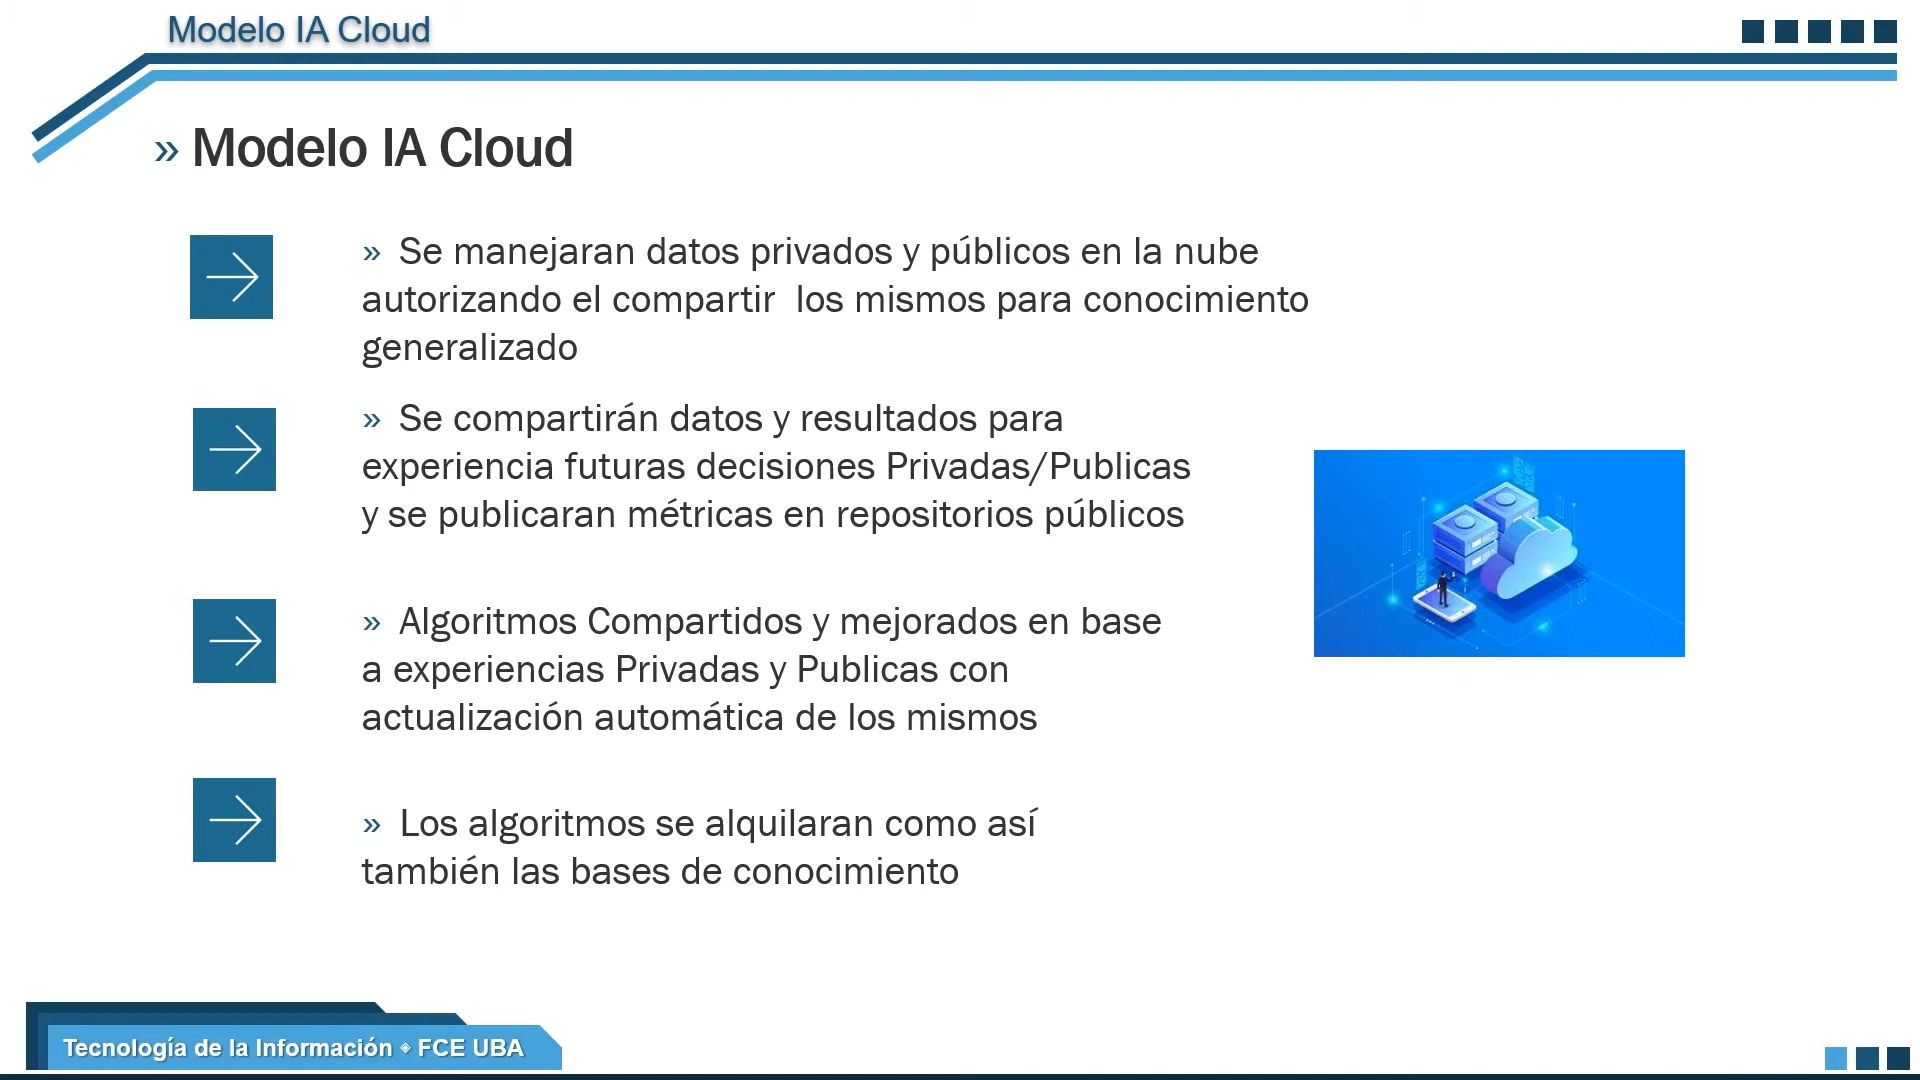 Modelo IA Cloud
» Modelo IA Cloud
» Se manejaran datos privados y públicos en la nube
autorizando el compartir  los mismos para conocimiento
generalizado
» Se compartirán datos y resultados para
experiencia futuras decisiones Privadas/Publicas
y se publicaran métricas en repositorios públicos
» Algoritmos Compartidos y mejorados en base
a experiencias Privadas y Publicas con
actualización automática de los mismos
» Los algoritmos se alquilaran como así
también las bases de conocimiento
Tecnología de la Información ◈ FCE UBA